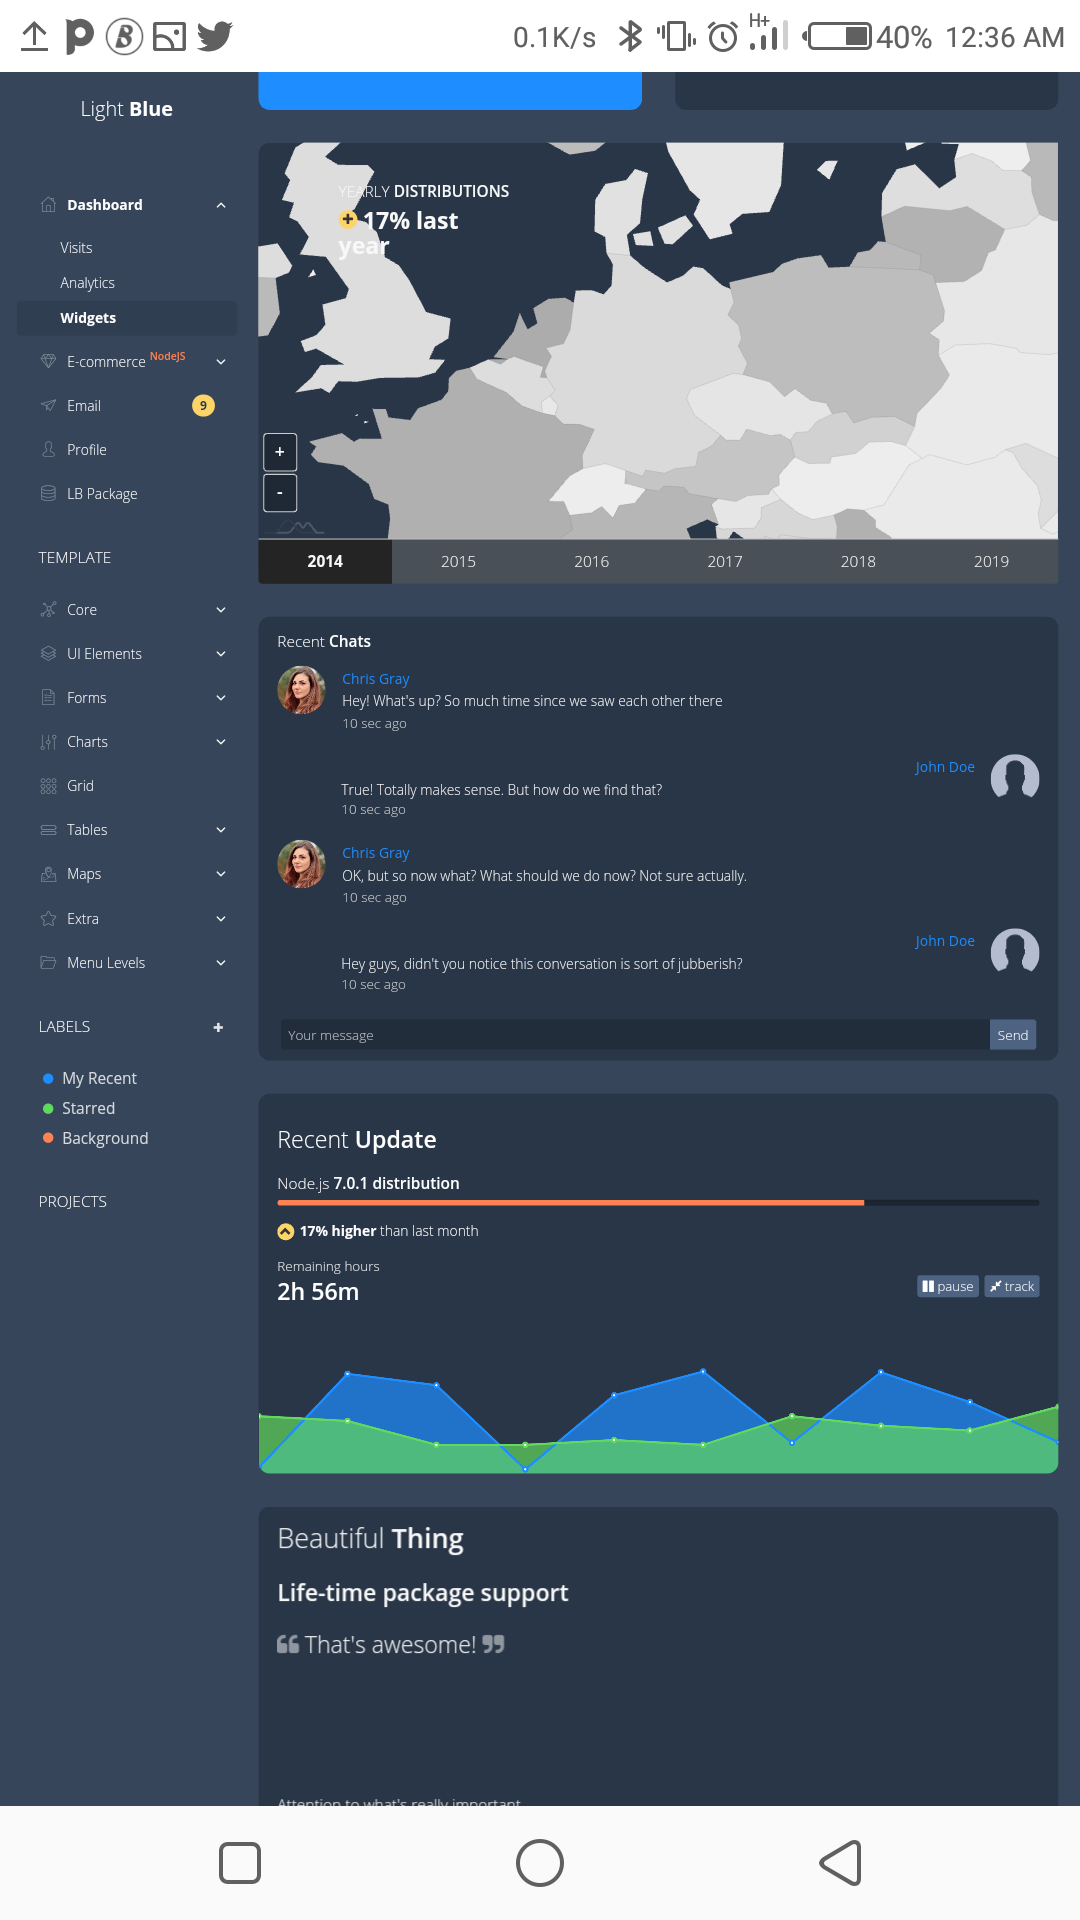 0.1K/s H+ 40% 12:36 AM
Light Blue
Dashboard
Visits
Analytics
Widgets
E-commerce NodeJS
Email 9
Profile
LB Package
TEMPLATE
Core
UI Elements
Forms
Charts
Grid
Tables
Maps
Extra
Menu Levels
LABELS +
My Recent
Starred
Background
PROJECTS
YEARLY DISTRIBUTIONS
17% last
year
+
-
2014 2015 2016 2017 2018 2019
Recent Chats
Chris Gray
Hey! What's up? So much time since we saw each other there
10 sec ago
John Doe
True! Totally makes sense. But how do we find that?
10 sec ago
Chris Gray
OK, but so now what? What should we do now? Not sure actually.
10 sec ago
John Doe
Hey guys, didn't you notice this conversation is sort of jubberish?
10 sec ago
Your message Send
Recent Update
Node.js 7.0.1 distribution
17% higher than last month
Remaining hours
2h 56m
pause track
Beautiful Thing
Life-time package support
❝ That's awesome! ❞
Attention to what's really important